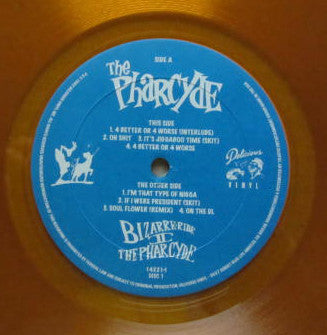 SIDE A
The
PHARCYDE
THIS SIDE
1. 4 BETTER OR 4 WORSE (INTERLUDE)
2. OH SHIT 3. IT'S JIGGABOO TIME (SKIT)
4. 4 BETTER OR 4 WORSE
Delicious
VINYL
THE OTHER SIDE
1. I'M THAT TYPE OF NIGGA
2. IF I WERE PRESIDENT (SKIT)
3. SOUL FLOWER (REMIX) 4. ON THE DL
BIZARRE RIDE
II
THE PHARCYDE
DISC 1